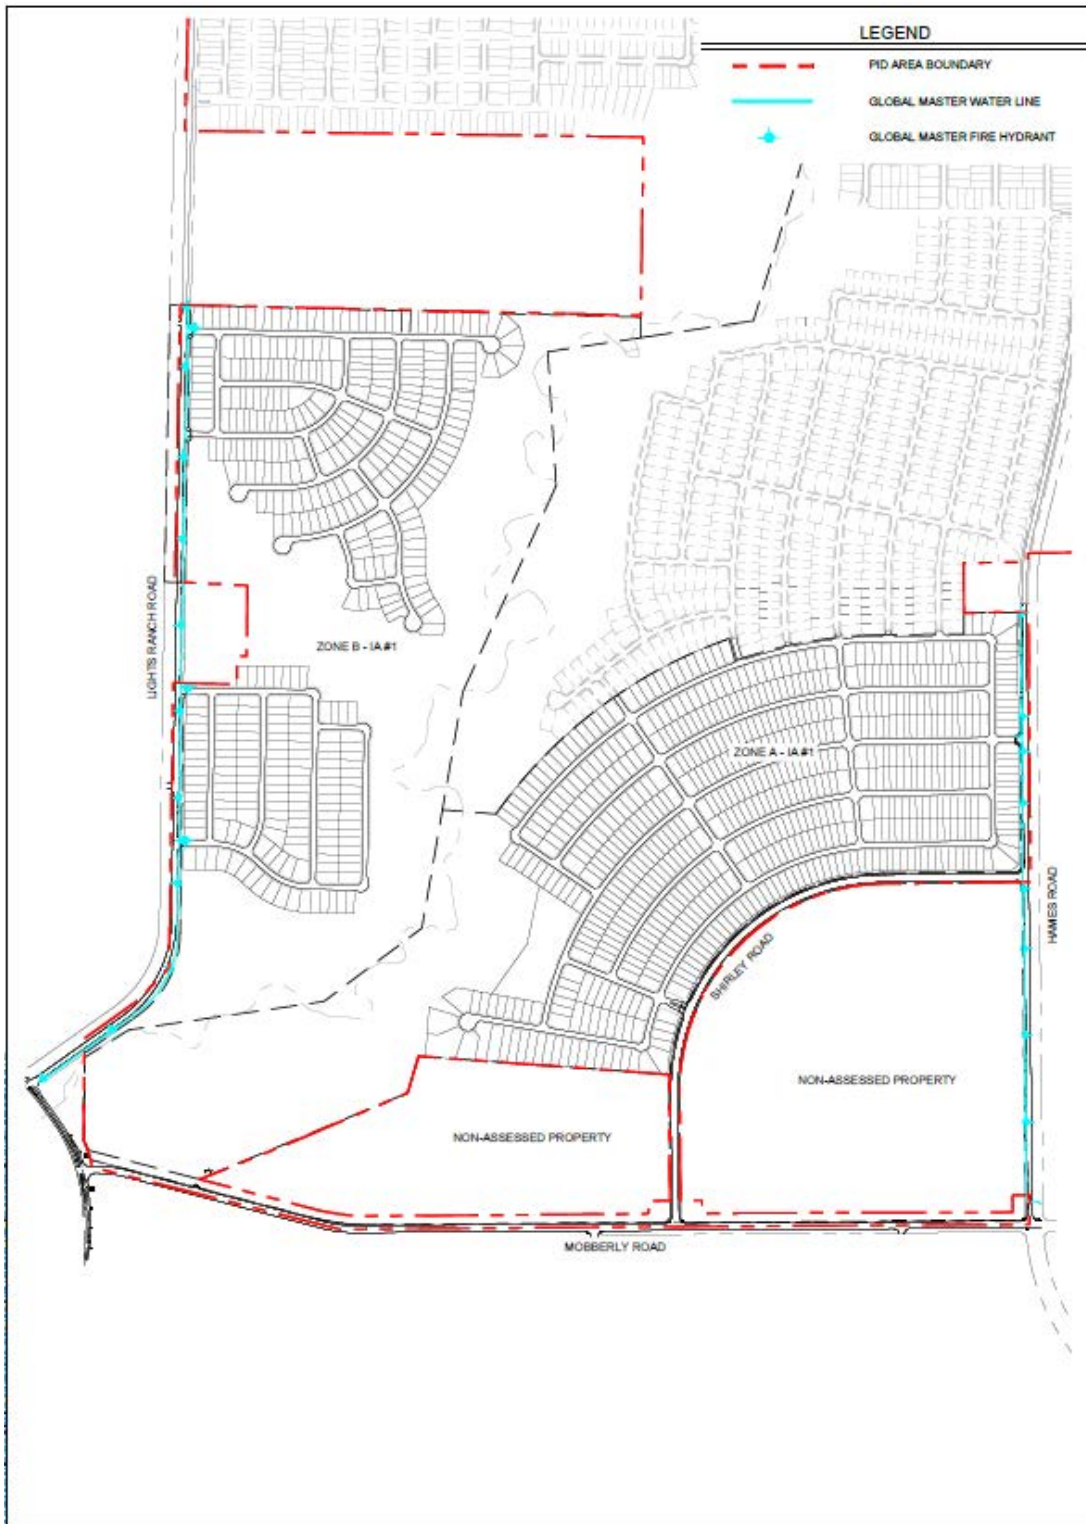 LEGEND
PID AREA BOUNDARY
GLOBAL MASTER WATER LINE
GLOBAL MASTER FIRE HYDRANT
LIGHTS RANCH ROAD
ZONE B - IA#1
ZONE A - IA#1
HAMES ROAD
SHIRLEY ROAD
NON-ASSESSED PROPERTY
NON-ASSESSED PROPERTY
MOBBERLY ROAD